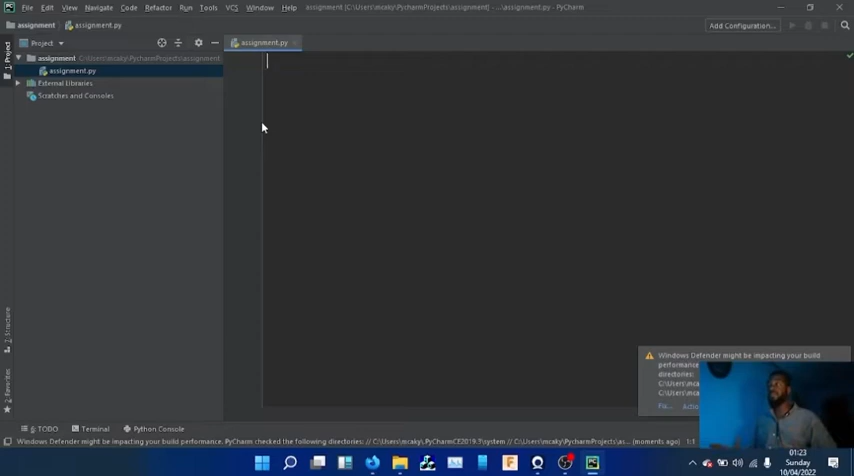 File Edit View Navigate Code Refactor Run Tools VCS Window Help assignment [C:\Users\mcaky\PycharmProjects\assignment] - ...\assignment.py - PyCharm
assignment assignment.py Add Configuration...
1: Project
Project assignment.py
assignment C:\Users\mcaky\PycharmProjects\assignment
assignment.py
External Libraries
Scratches and Consoles
Z: Structure
2: Favorites
Windows Defender might be impacting your build
performance
directories:
C:\Users\mcaky
C:\Users\mcaky
Fix... Actio
6: TODO Terminal Python Console
Windows Defender might be impacting your build performance. PyCharm checked the following directories: // C:\Users\mcaky\.PyCharmCE2019.3\system // C:\Users\mcaky\PycharmProjects\as... (moments ago) 1:1
01:23
Sunday
10/04/2022